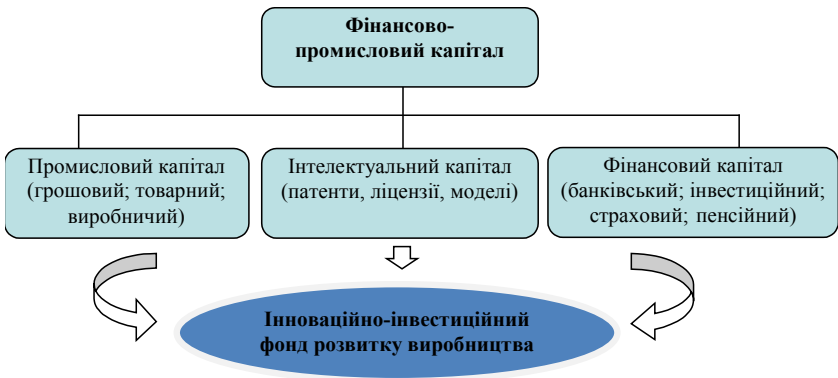 Фінансово-
промисловий капітал
Промисловий капітал
(грошовий; товарний;
виробничий)
Інтелектуальний капітал
(патенти, ліцензії, моделі)
Фінансовий капітал
(банківський; інвестиційний;
страховий; пенсійний)
Інноваційно-інвестиційний
фонд розвитку виробництва